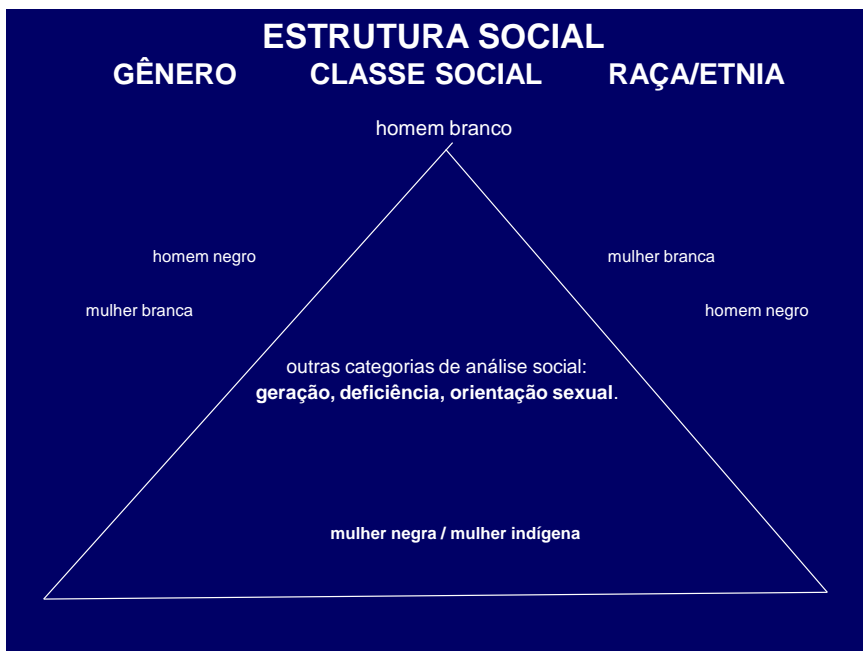 ESTRUTURA SOCIAL
GÊNERO CLASSE SOCIAL RAÇA/ETNIA
homem branco
homem negro
mulher branca
mulher branca
homem negro
outras categorias de análise social:
geração, deficiência, orientação sexual.
mulher negra / mulher indígena